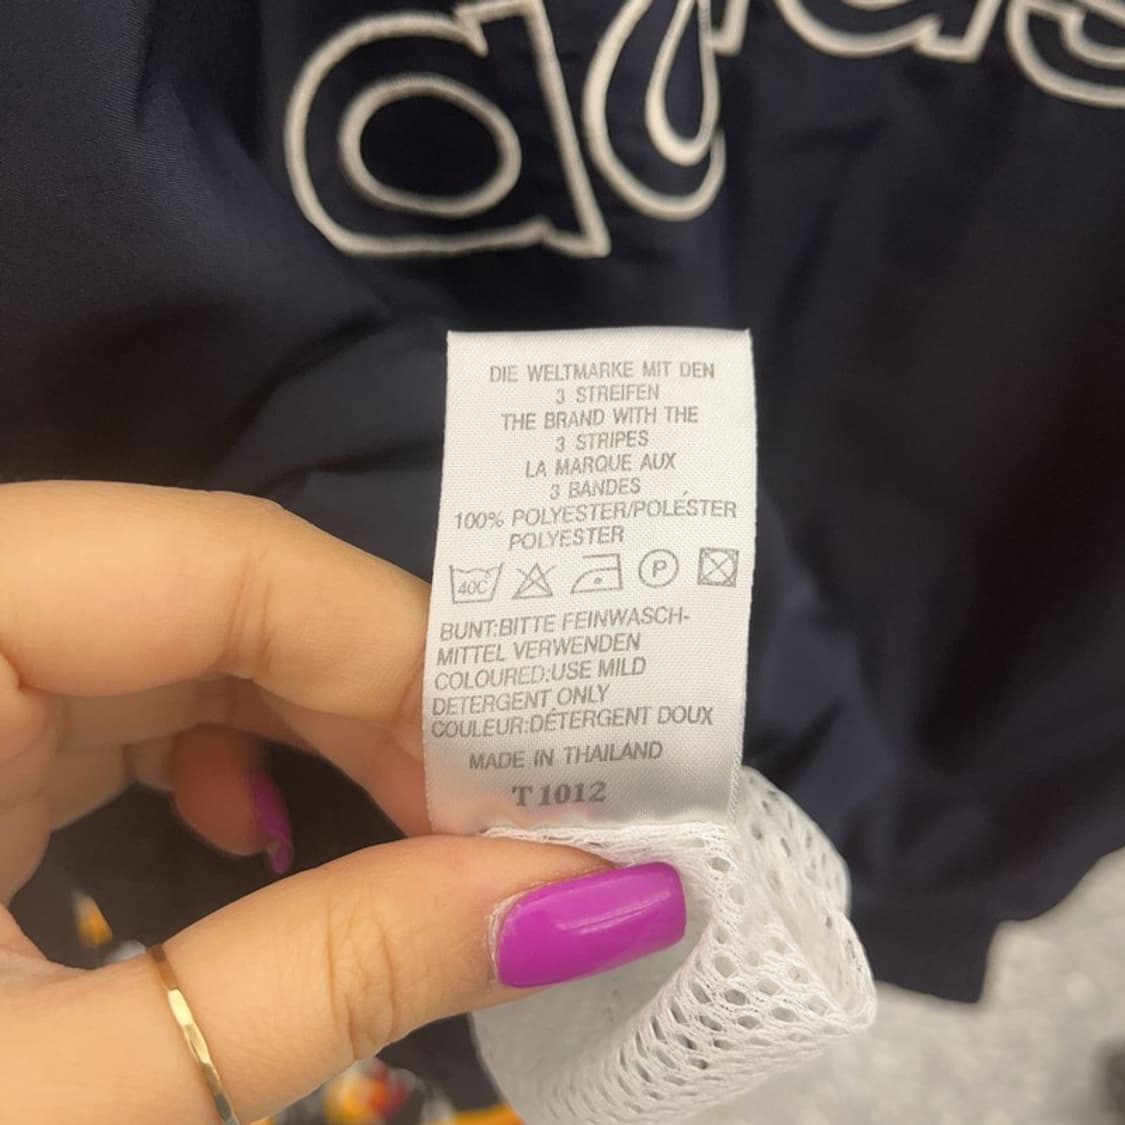 adidas
DIE WELTMARKE MIT DEN
3 STREIFEN
THE BRAND WITH THE
3 STRIPES
LA MARQUE AUX
3 BANDES
100% POLYESTER/POLÉSTER
POLYESTER
40C P
BUNT:BITTE FEINWASCH-
MITTEL VERWENDEN
COLOURED:USE MILD
DETERGENT ONLY
COULEUR:DÉTERGENT DOUX
MADE IN THAILAND
T 1012